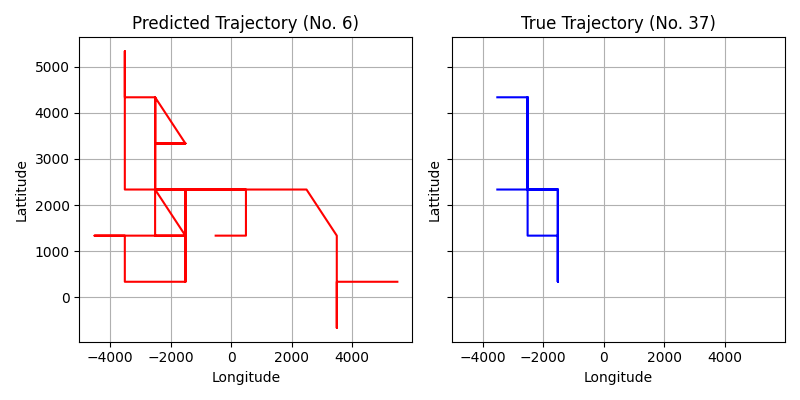 Predicted Trajectory (No. 6)
5000
4000
3000
2000
1000
0
Lattitude
−4000 −2000 0 2000 4000
Longitude
True Trajectory (No. 37)
Lattitude
−4000 −2000 0 2000 4000
Longitude